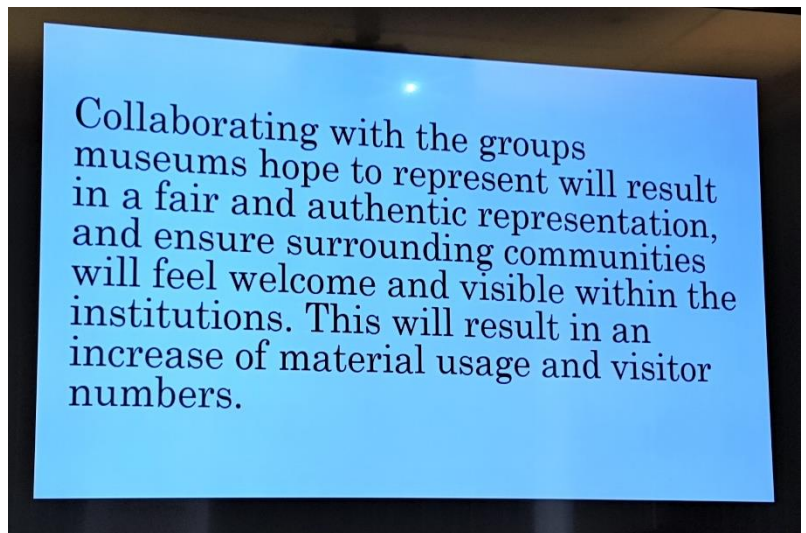 Collaborating with the groups
museums hope to represent will result
in a fair and authentic representation,
and ensure surrounding communities
will feel welcome and visible within the
institutions. This will result in an
increase of material usage and visitor
numbers.